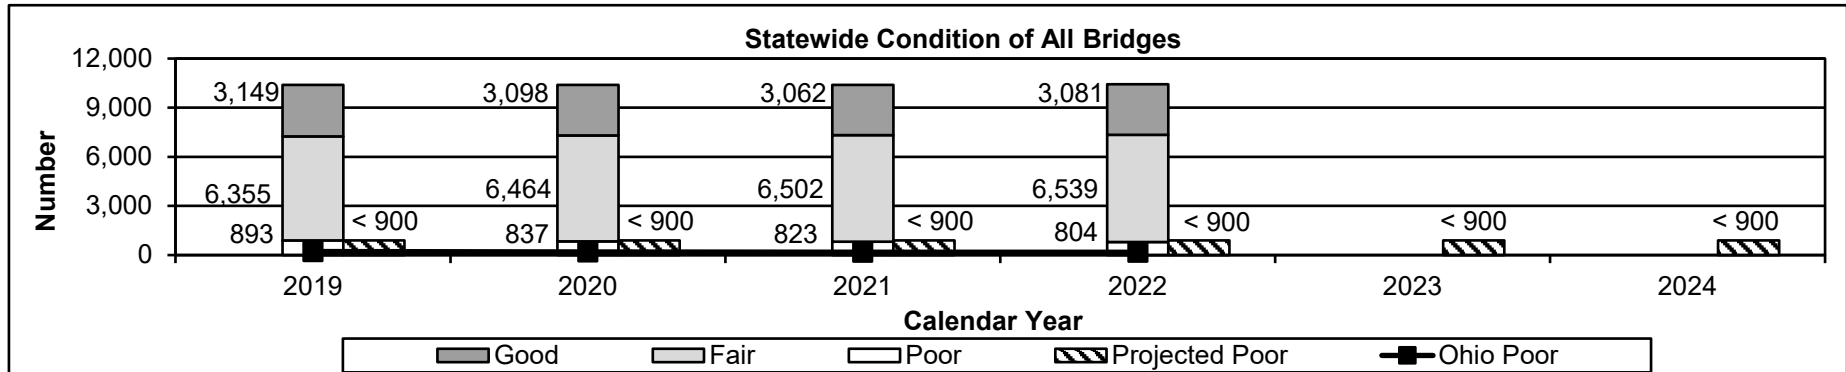 Statewide Condition of All Bridges
Number
12,000
9,000
6,000
3,000
0
3,149 3,098 3,062 3,081
6,355 6,464 6,502 6,539
893 < 900 837 < 900 823 < 900 804 < 900 < 900 < 900
2019 2020 2021 2022 2023 2024
Calendar Year
Good Fair Poor Projected Poor Ohio Poor